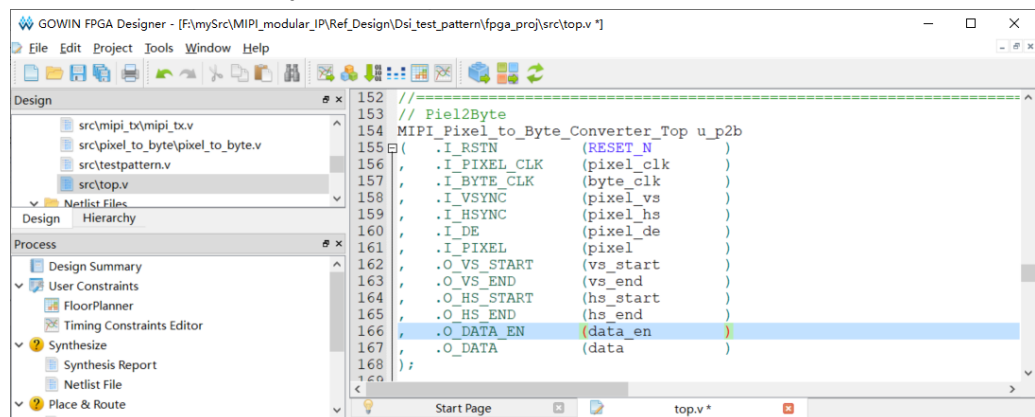 GOWIN FPGA Designer - [F:\mySrc\MIPI_modular_IP\Ref_Design\Dsi_test_pattern\fpga_proj\src\top.v *]
File Edit Project Tools Window Help
Design
src\mipi_tx\mipi_tx.v
src\pixel_to_byte\pixel_to_byte.v
src\testpattern.v
src\top.v
Netlist Files
Design Hierarchy
Process
Design Summary
User Constraints
FloorPlanner
Timing Constraints Editor
Synthesize
Synthesis Report
Netlist File
Place & Route
152 //==========================================================================
153 // Piel2Byte
154 MIPI_Pixel_to_Byte_Converter_Top u_p2b
155 ( .I_RSTN (RESET_N )
156 , .I_PIXEL_CLK (pixel_clk )
157 , .I_BYTE_CLK (byte_clk )
158 , .I_VSYNC (pixel_vs )
159 , .I_HSYNC (pixel_hs )
160 , .I_DE (pixel_de )
161 , .I_PIXEL (pixel )
162 , .O_VS_START (vs_start )
163 , .O_VS_END (vs_end )
164 , .O_HS_START (hs_start )
165 , .O_HS_END (hs_end )
166 , .O_DATA_EN (data_en )
167 , .O_DATA (data )
168 );
169
Start Page top.v *